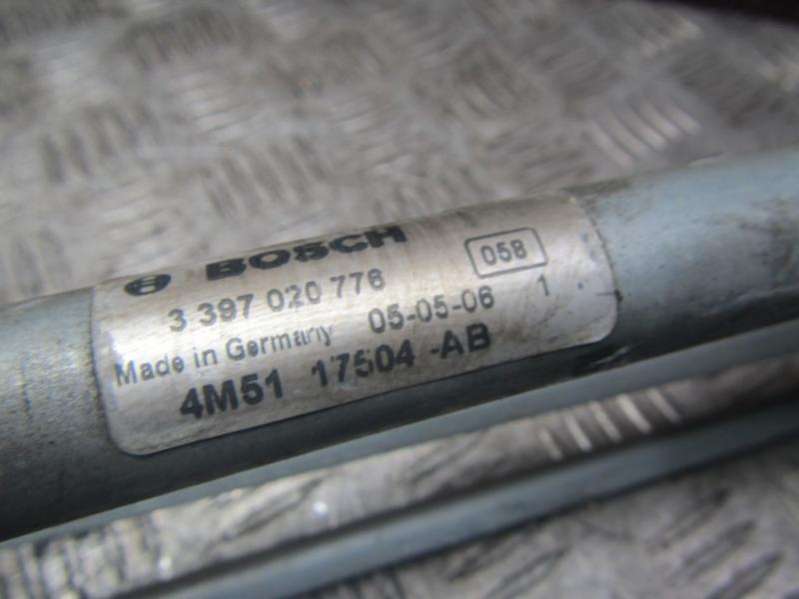 BOSCH
058
3 397 020 776
05-05-06 1
Made in Germany
4M51 17504-AB